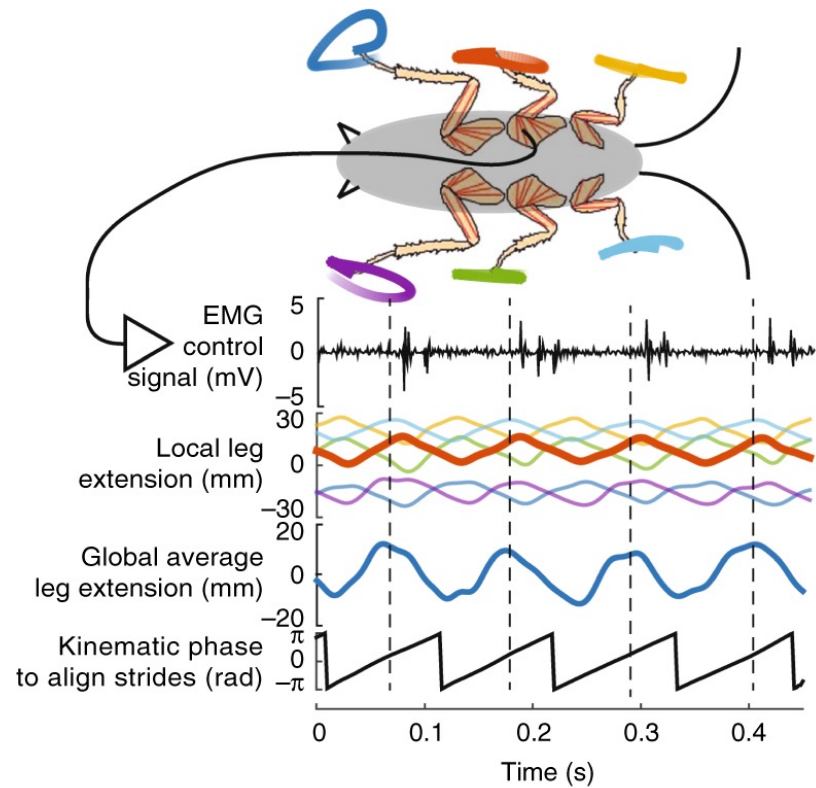 5
EMG
control
signal (mV)
0
−5
30
Local leg
extension (mm)
0
−30
20
Global average
leg extension (mm)
0
−20
Kinematic phase
to align strides (rad)
π
0
−π
0 0.1 0.2 0.3 0.4
Time (s)